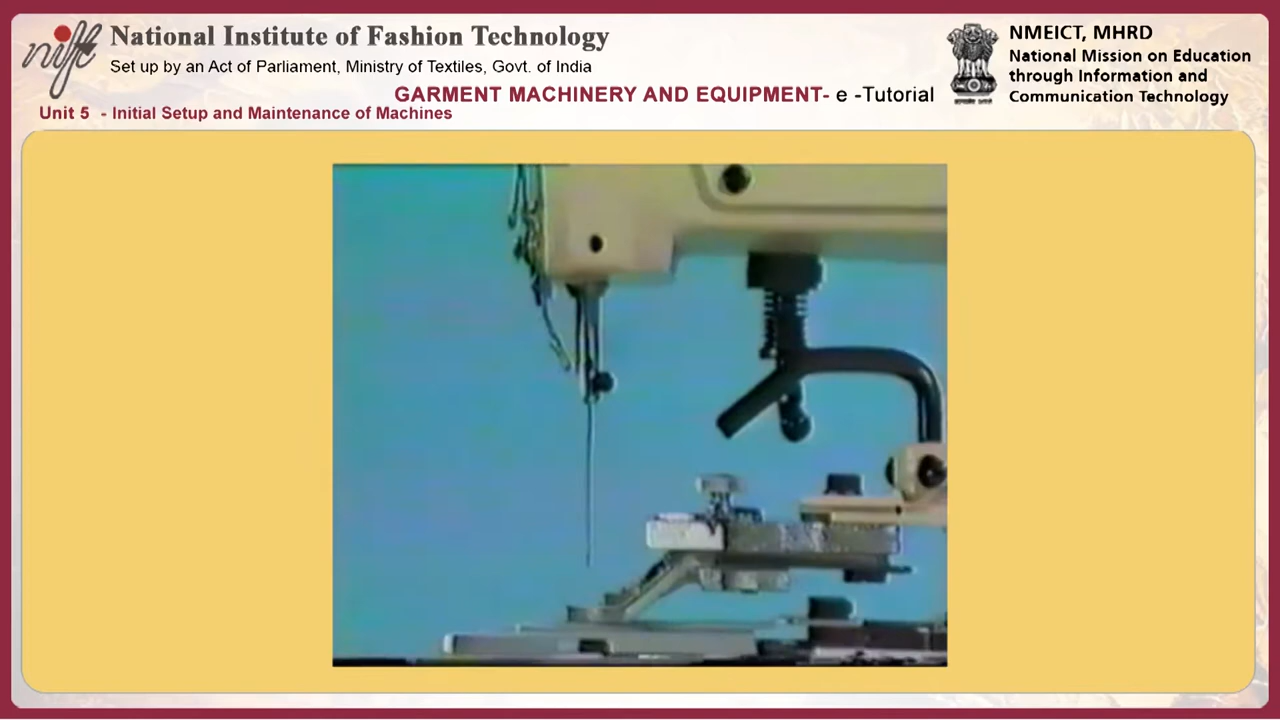 nift
National Institute of Fashion Technology
Set up by an Act of Parliament, Ministry of Textiles, Govt. of India
GARMENT MACHINERY AND EQUIPMENT- e -Tutorial
Unit 5 - Initial Setup and Maintenance of Machines
NMEICT, MHRD
National Mission on Education
through Information and
Communication Technology